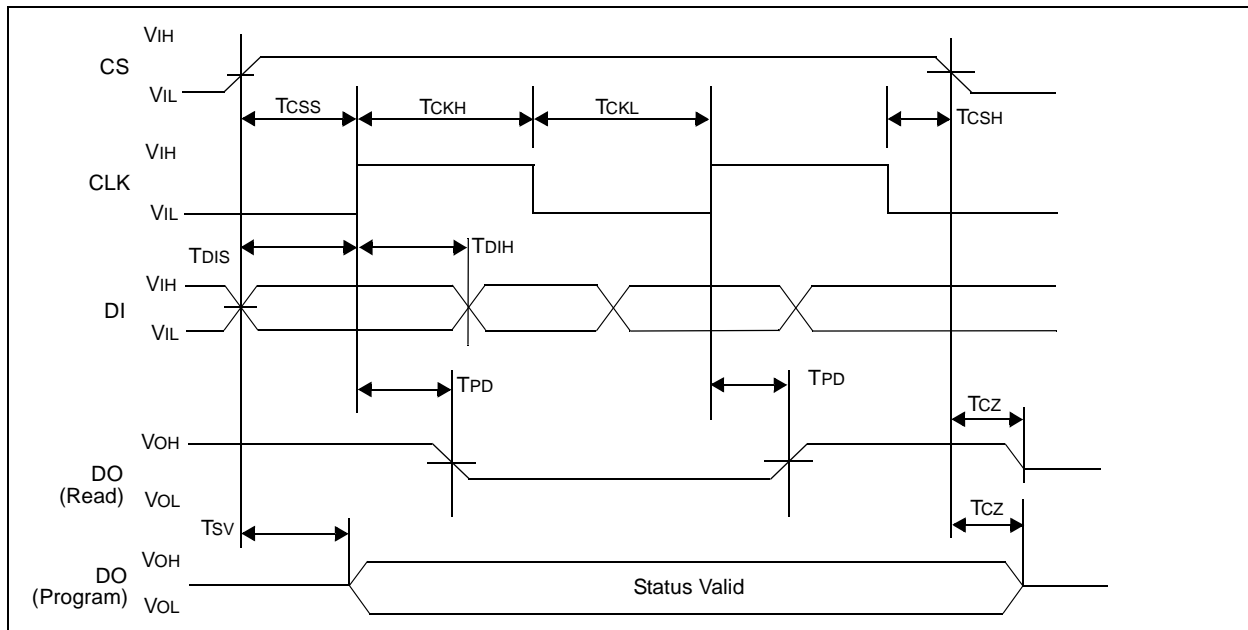 VIH
CS
VIL
TCSS
TCKH
TCKL
TCSH
VIH
CLK
VIL
TDIS
TDIH
VIH
DI
VIL
TPD
TPD
TCZ
VOH
DO
(Read)
VOL
TSV
TCZ
VOH
DO
(Program)
VOL
Status Valid